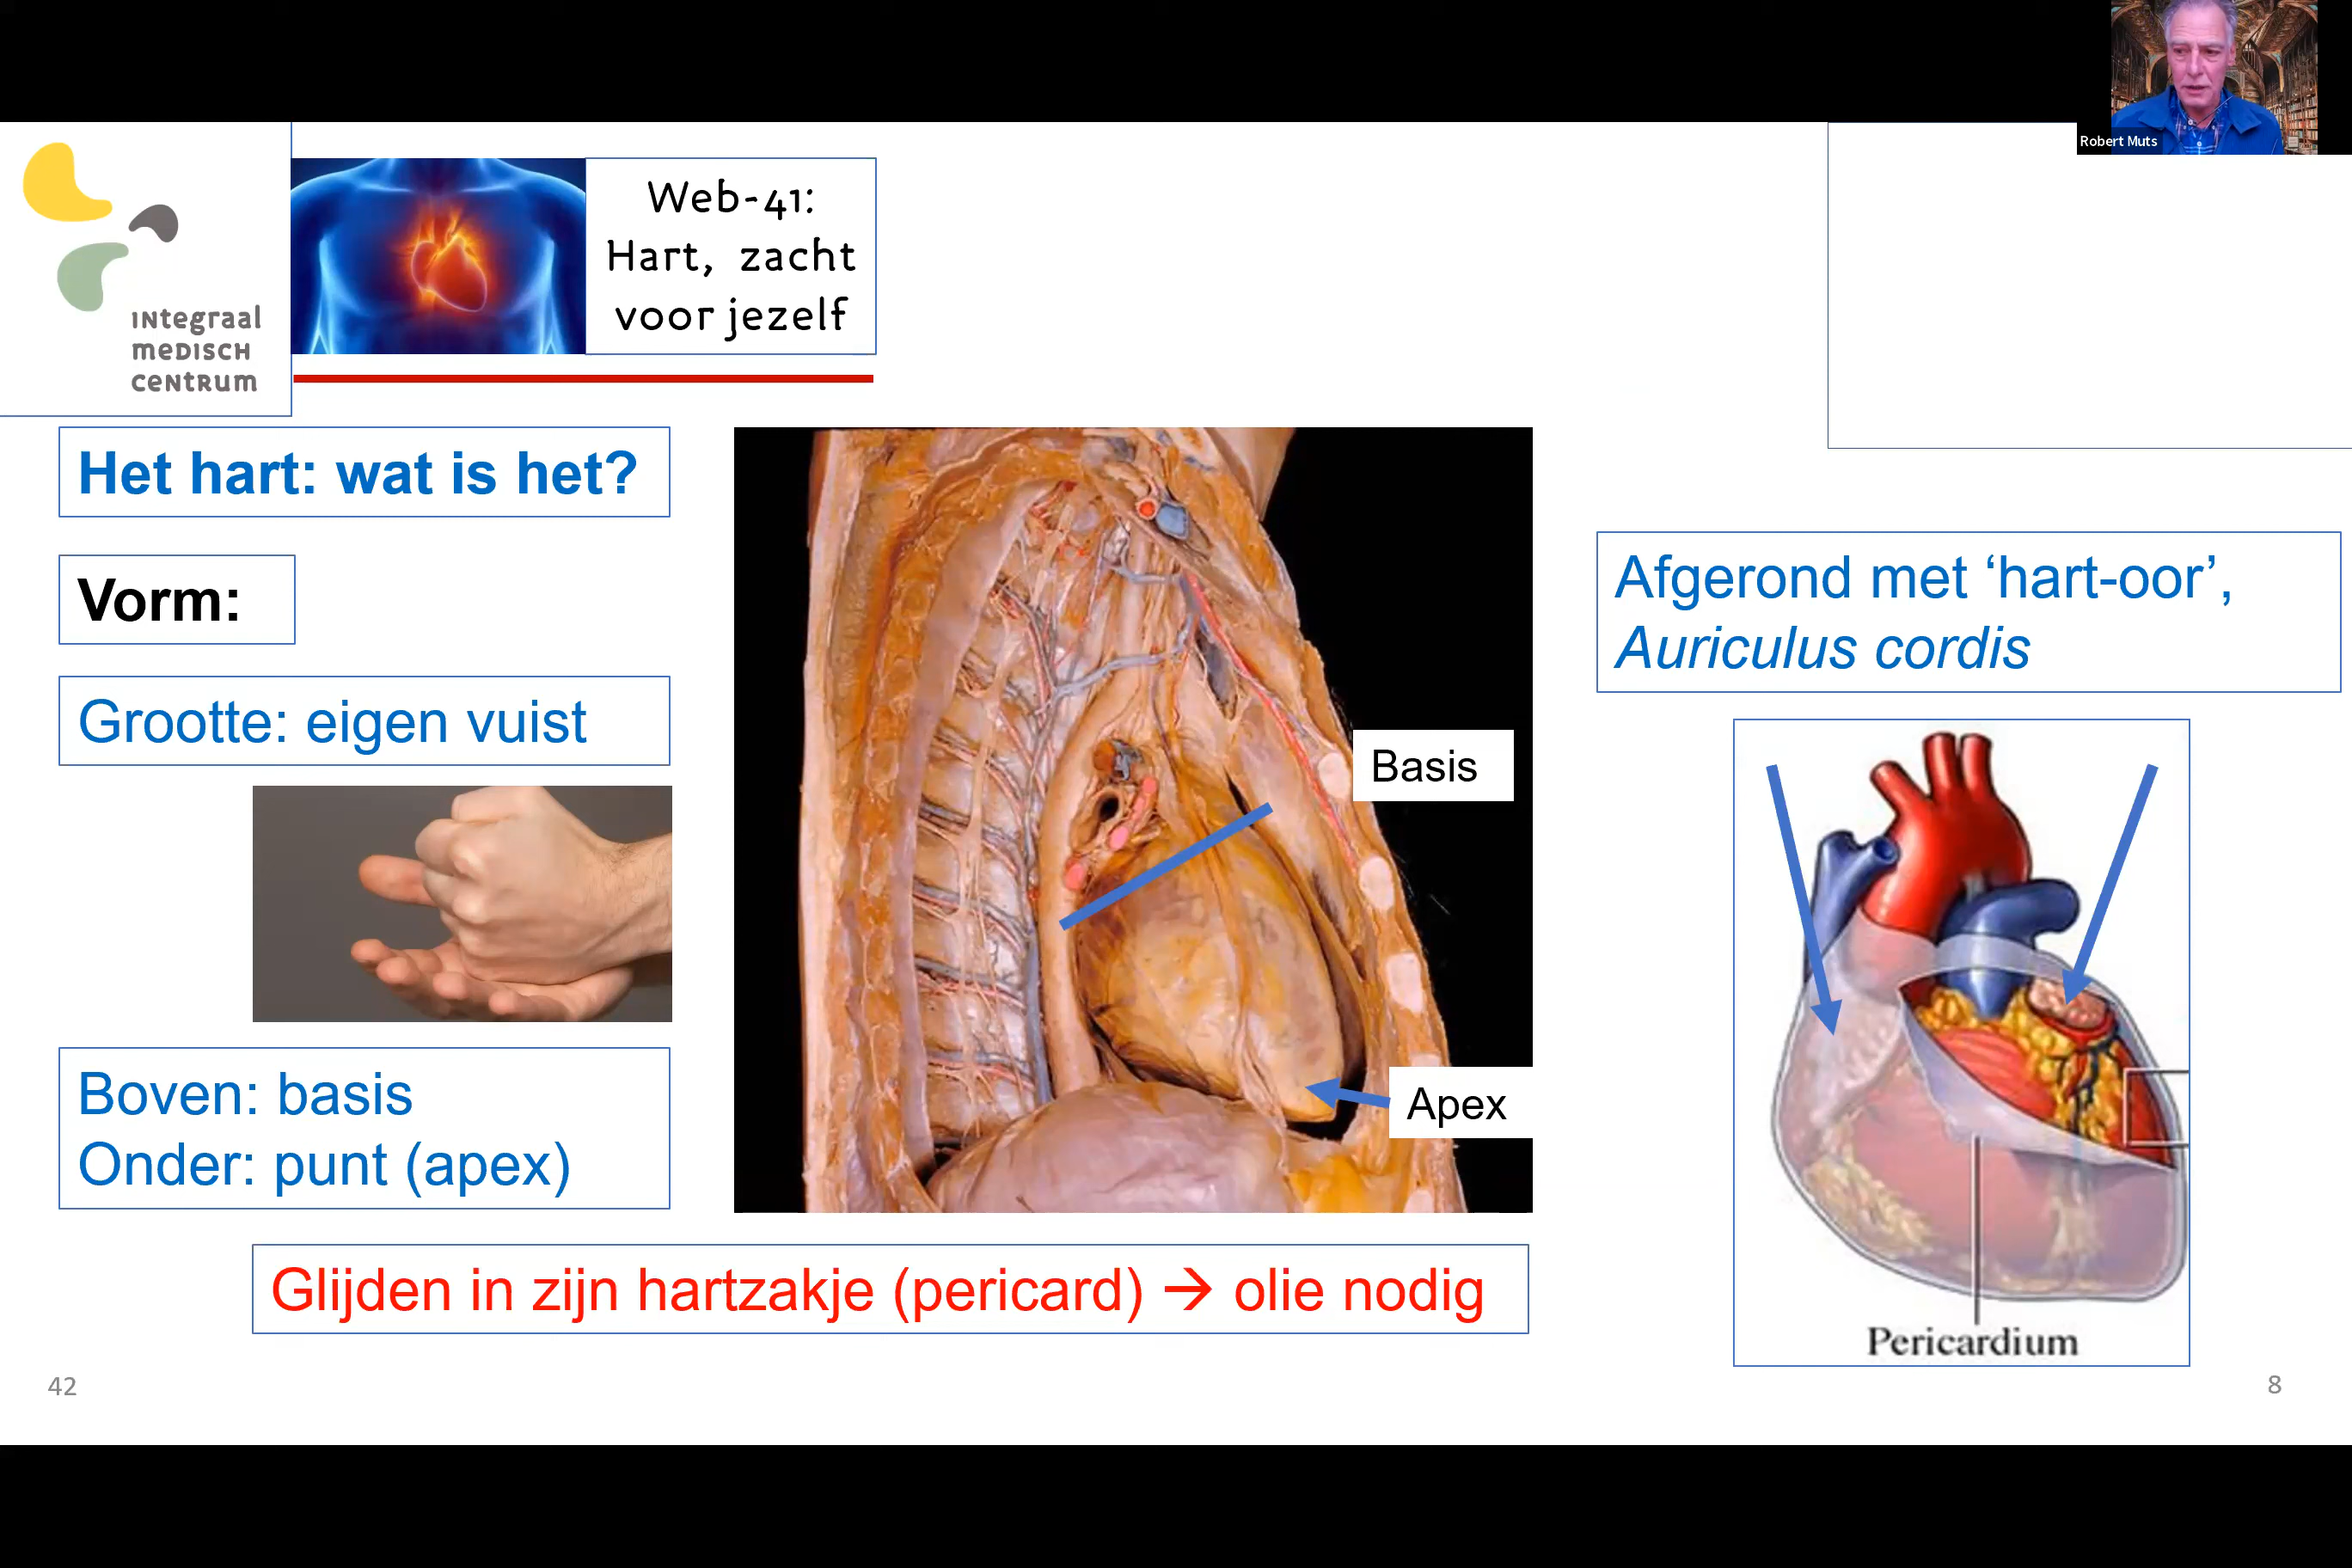 Robert Muts
INtegraal
meDISCH
CeNtRum
Web-41:
Hart, zacht
voor jezelf
Het hart: wat is het?
Vorm:
Grootte: eigen vuist
Boven: basis
Onder: punt (apex)
Basis
Apex
Afgerond met ‘hart-oor’,
Auriculus cordis
Pericardium
Glijden in zijn hartzakje (pericard) → olie nodig
42
8